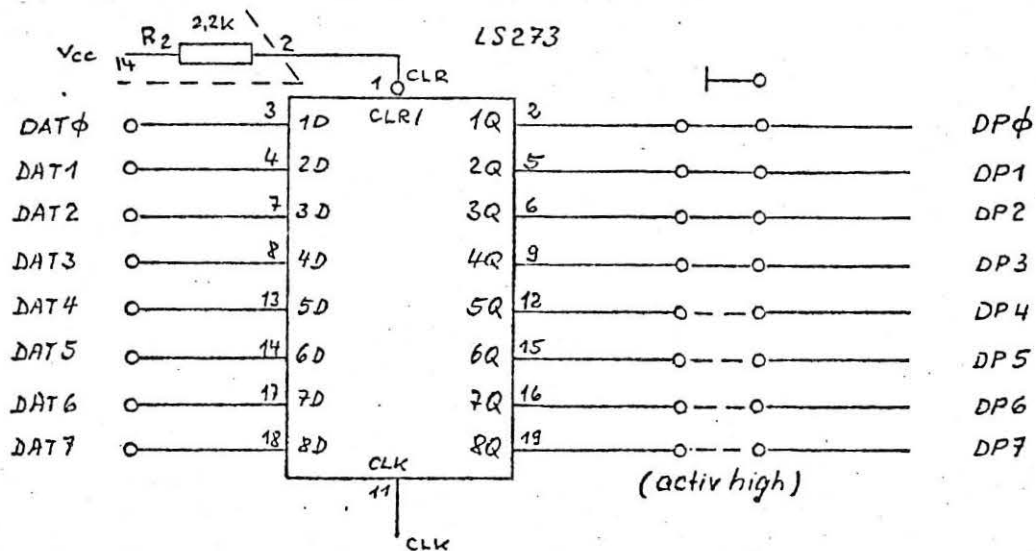 2,2K
LS273
Vcc R2 2
14
1 CLR
CLR/
DATϕ 3 1D 1Q 2 DPϕ
DAT1 4 2D 2Q 5 DP1
DAT2 7 3D 3Q 6 DP2
DAT3 8 4D 4Q 9 DP3
DAT4 13 5D 5Q 12 DP4
DAT5 14 6D 6Q 15 DP5
DAT6 17 7D 7Q 16 DP6
DAT7 18 8D 8Q 19 DP7
CLK
11
(activ high)
CLK